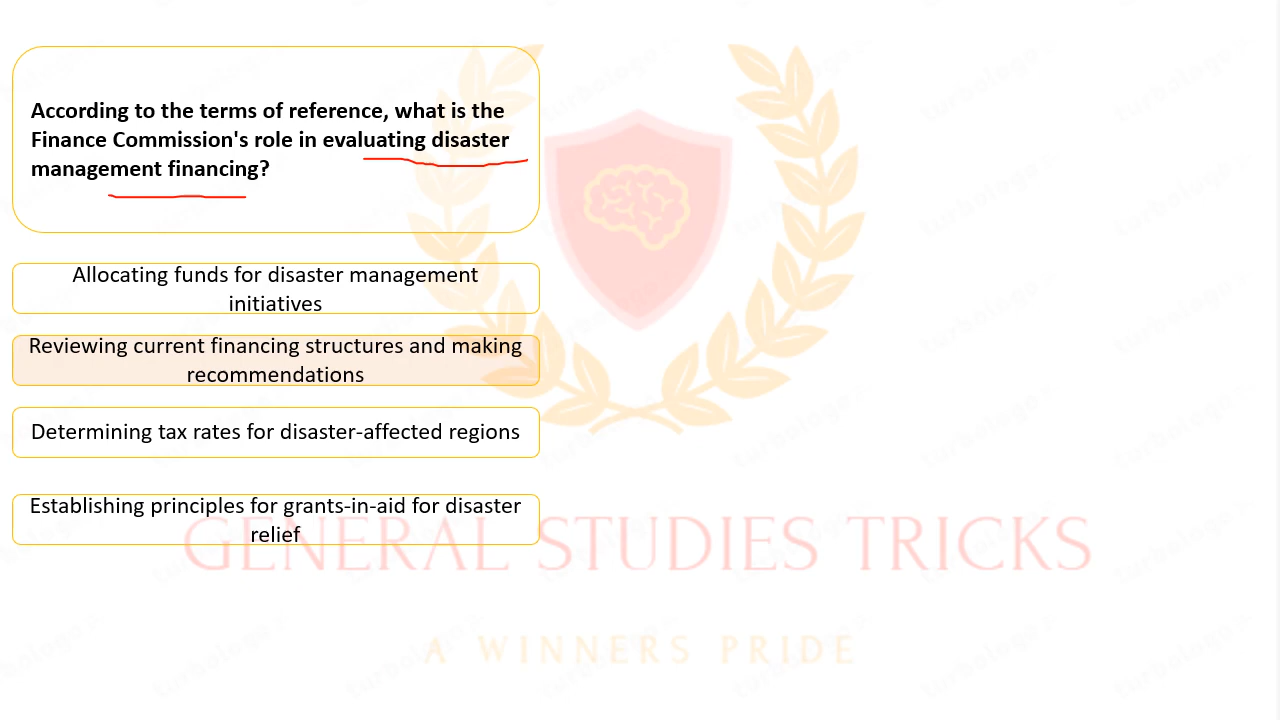 According to the terms of reference, what is the
Finance Commission's role in evaluating disaster
management financing?
Allocating funds for disaster management
initiatives
Reviewing current financing structures and making
recommendations
Determining tax rates for disaster-affected regions
Establishing principles for grants-in-aid for disaster
relief
GENERAL STUDIES TRICKS
A WINNERS PRIDE